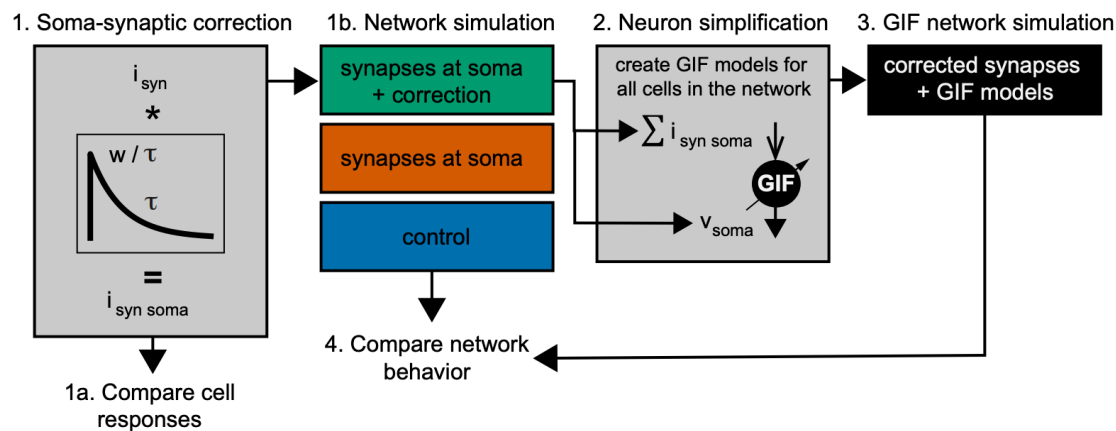 1. Soma-synaptic correction
i syn
*
w / τ
τ
=
i syn soma
1a. Compare cell
responses
1b. Network simulation
synapses at soma
+ correction
synapses at soma
control
2. Neuron simplification
create GIF models for
all cells in the network
∑ i syn soma
GIF
v soma
3. GIF network simulation
corrected synapses
+ GIF models
4. Compare network
behavior